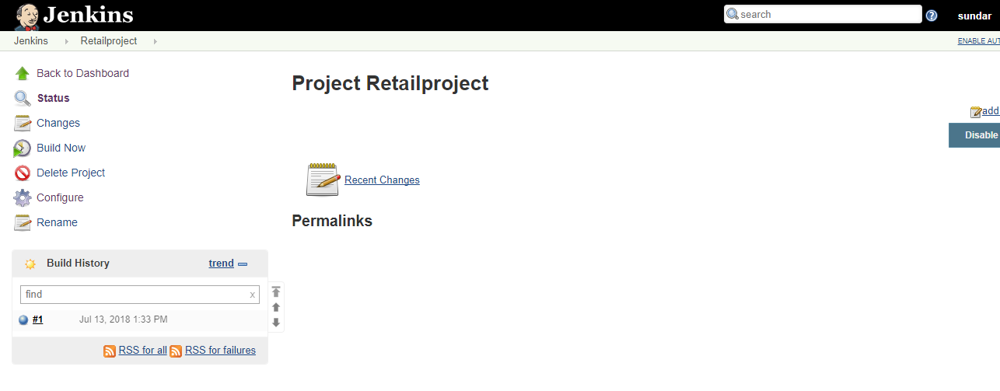 Jenkins
search
sundar
Jenkins
Retailproject
ENABLE AUT
Back to Dashboard
Status
Changes
Build Now
Delete Project
Configure
Rename
Project Retailproject
add
Disable
Recent Changes
Permalinks
Build History
trend
find
x
#1
Jul 13, 2018 1:33 PM
RSS for all
RSS for failures